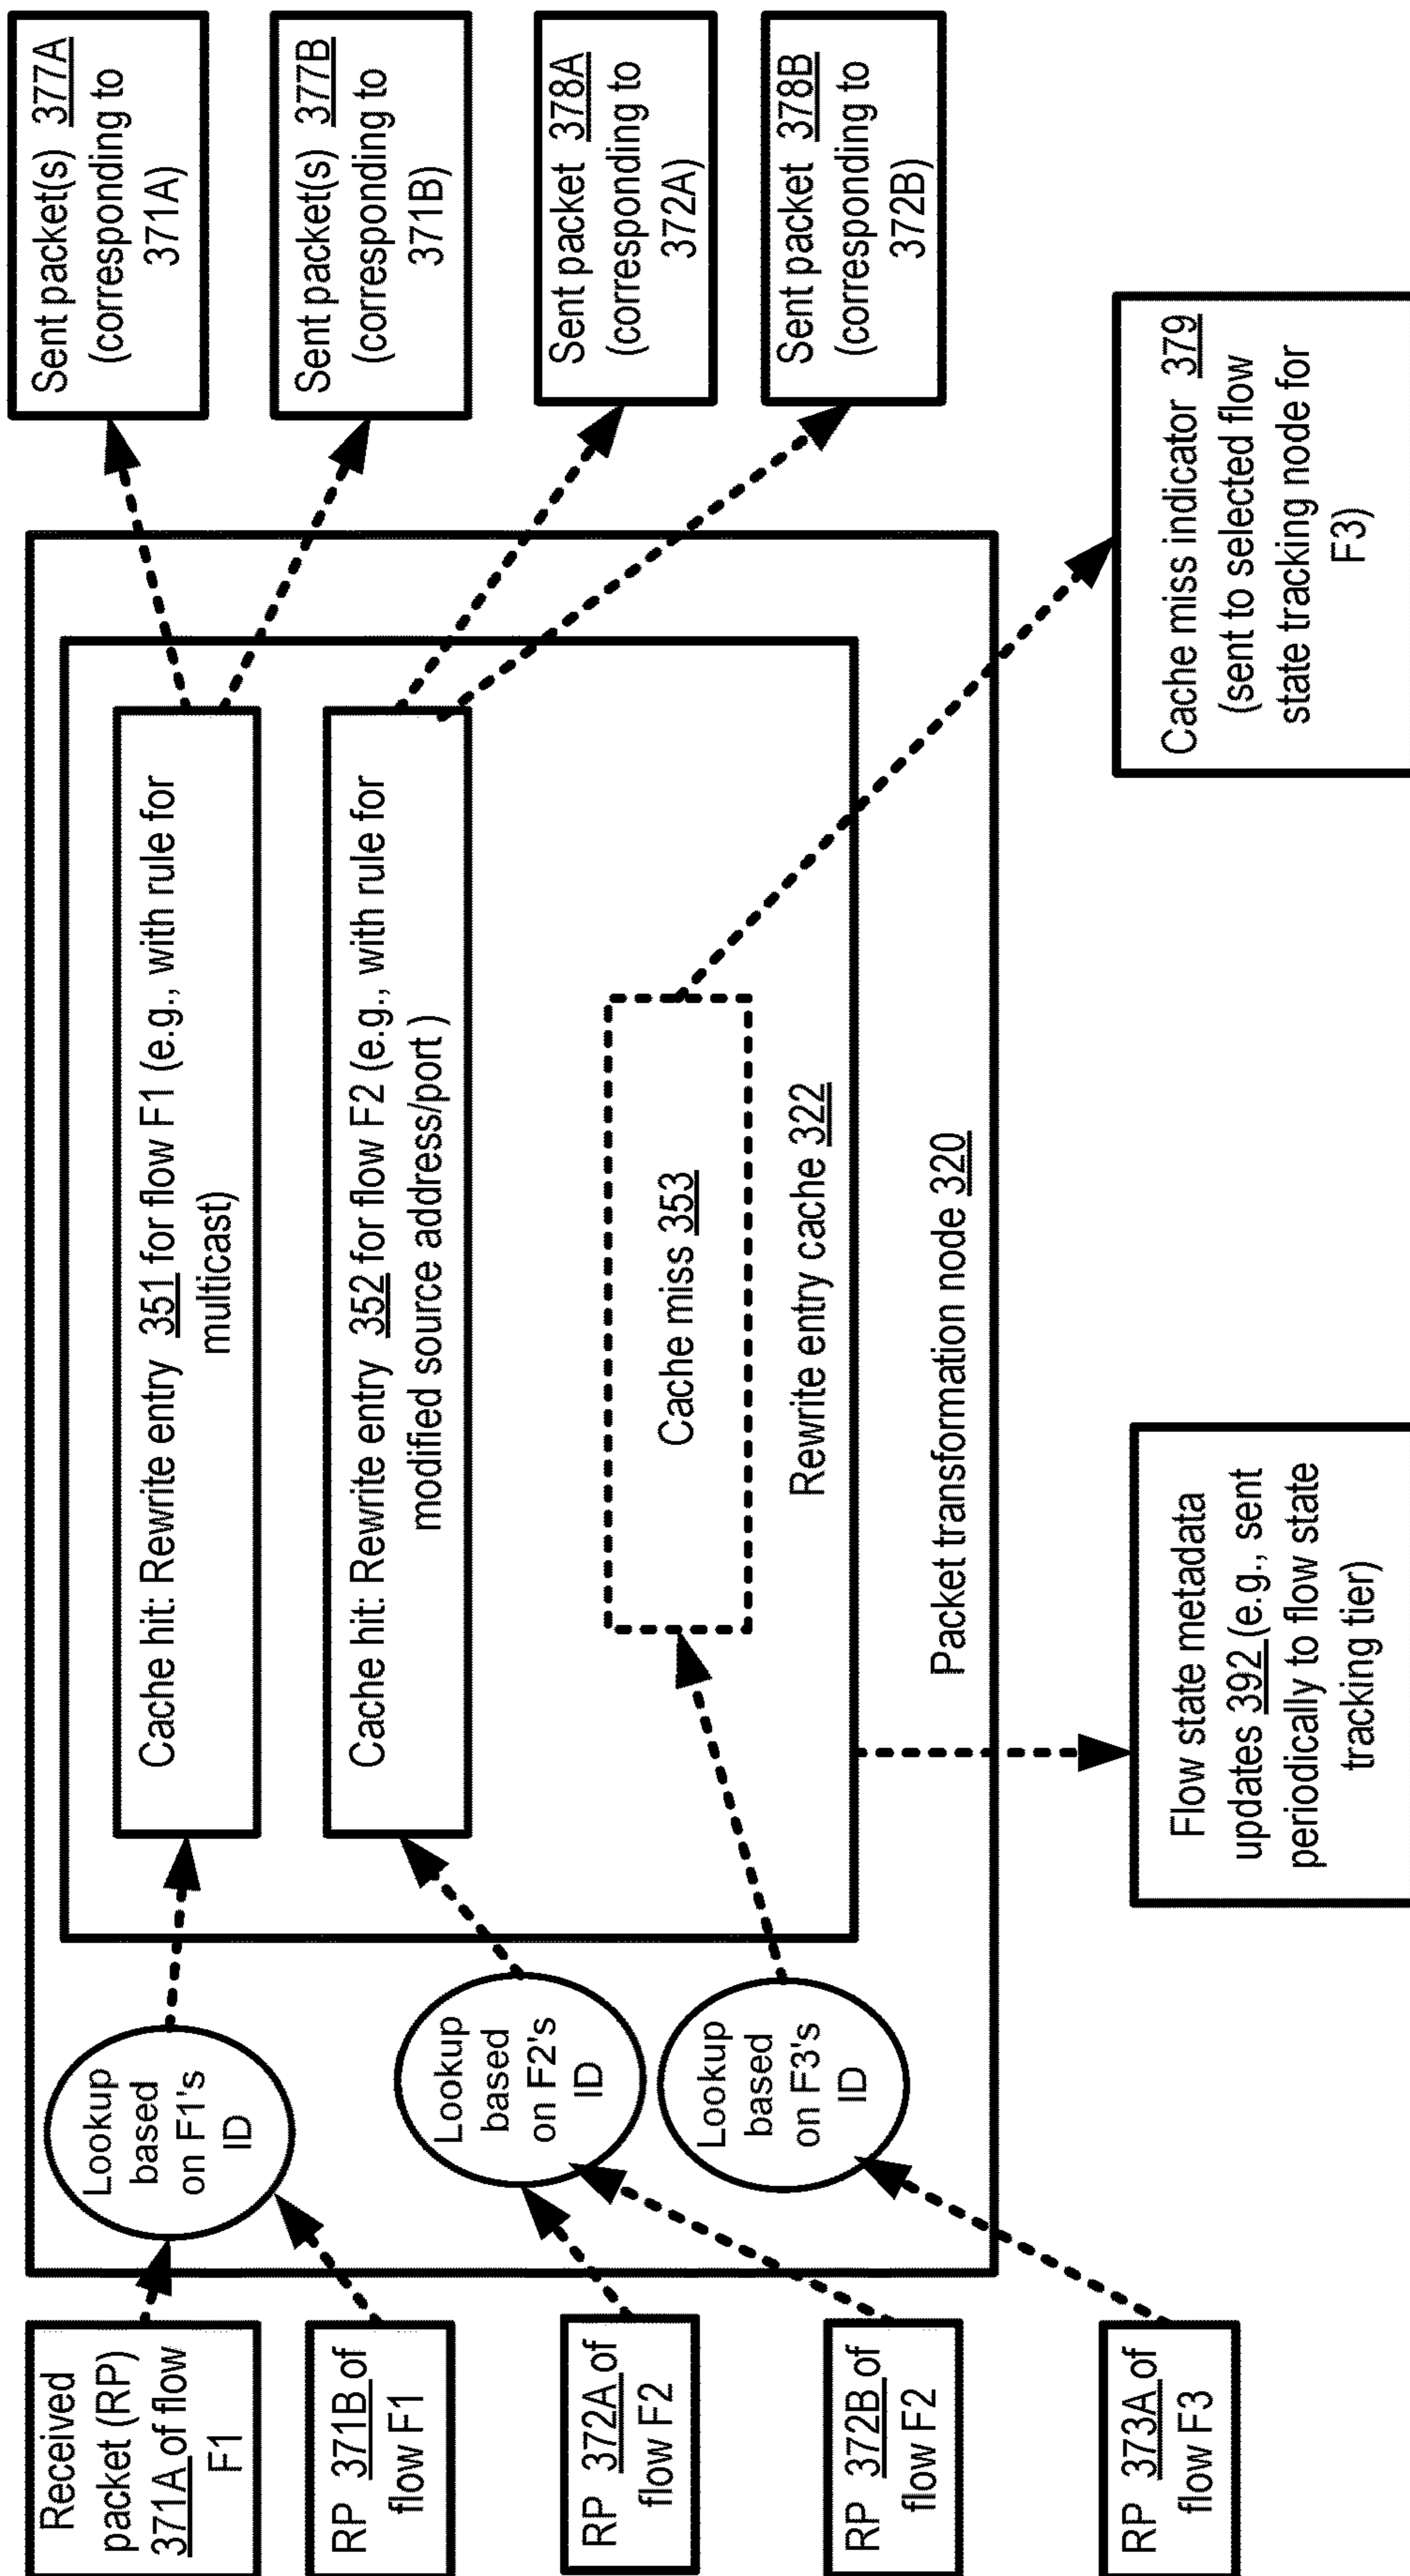 Received
packet (RP)
371A of flow
F1
RP 371B of
flow F1
RP 372A of
flow F2
RP 372B of
flow F2
RP 373A of
flow F3
Lookup
based
on F1's
ID
Lookup
based
on F2's
ID
Lookup
based
on F3's
ID
Cache hit: Rewrite entry 351 for flow F1 (e.g., with rule for
multicast)
Cache hit: Rewrite entry 352 for flow F2 (e.g., with rule for
modified source address/port )
Cache miss 353
Rewrite entry cache 322
Packet transformation node 320
Sent packet(s) 377A
(corresponding to
371A)
Sent packet(s) 377B
(corresponding to
371B)
Sent packet 378A
(corresponding to
372A)
Sent packet 378B
(corresponding to
372B)
Flow state metadata
updates 392 (e.g., sent
periodically to flow state
tracking tier)
Cache miss indicator 379
(sent to selected flow
state tracking node for
F3)